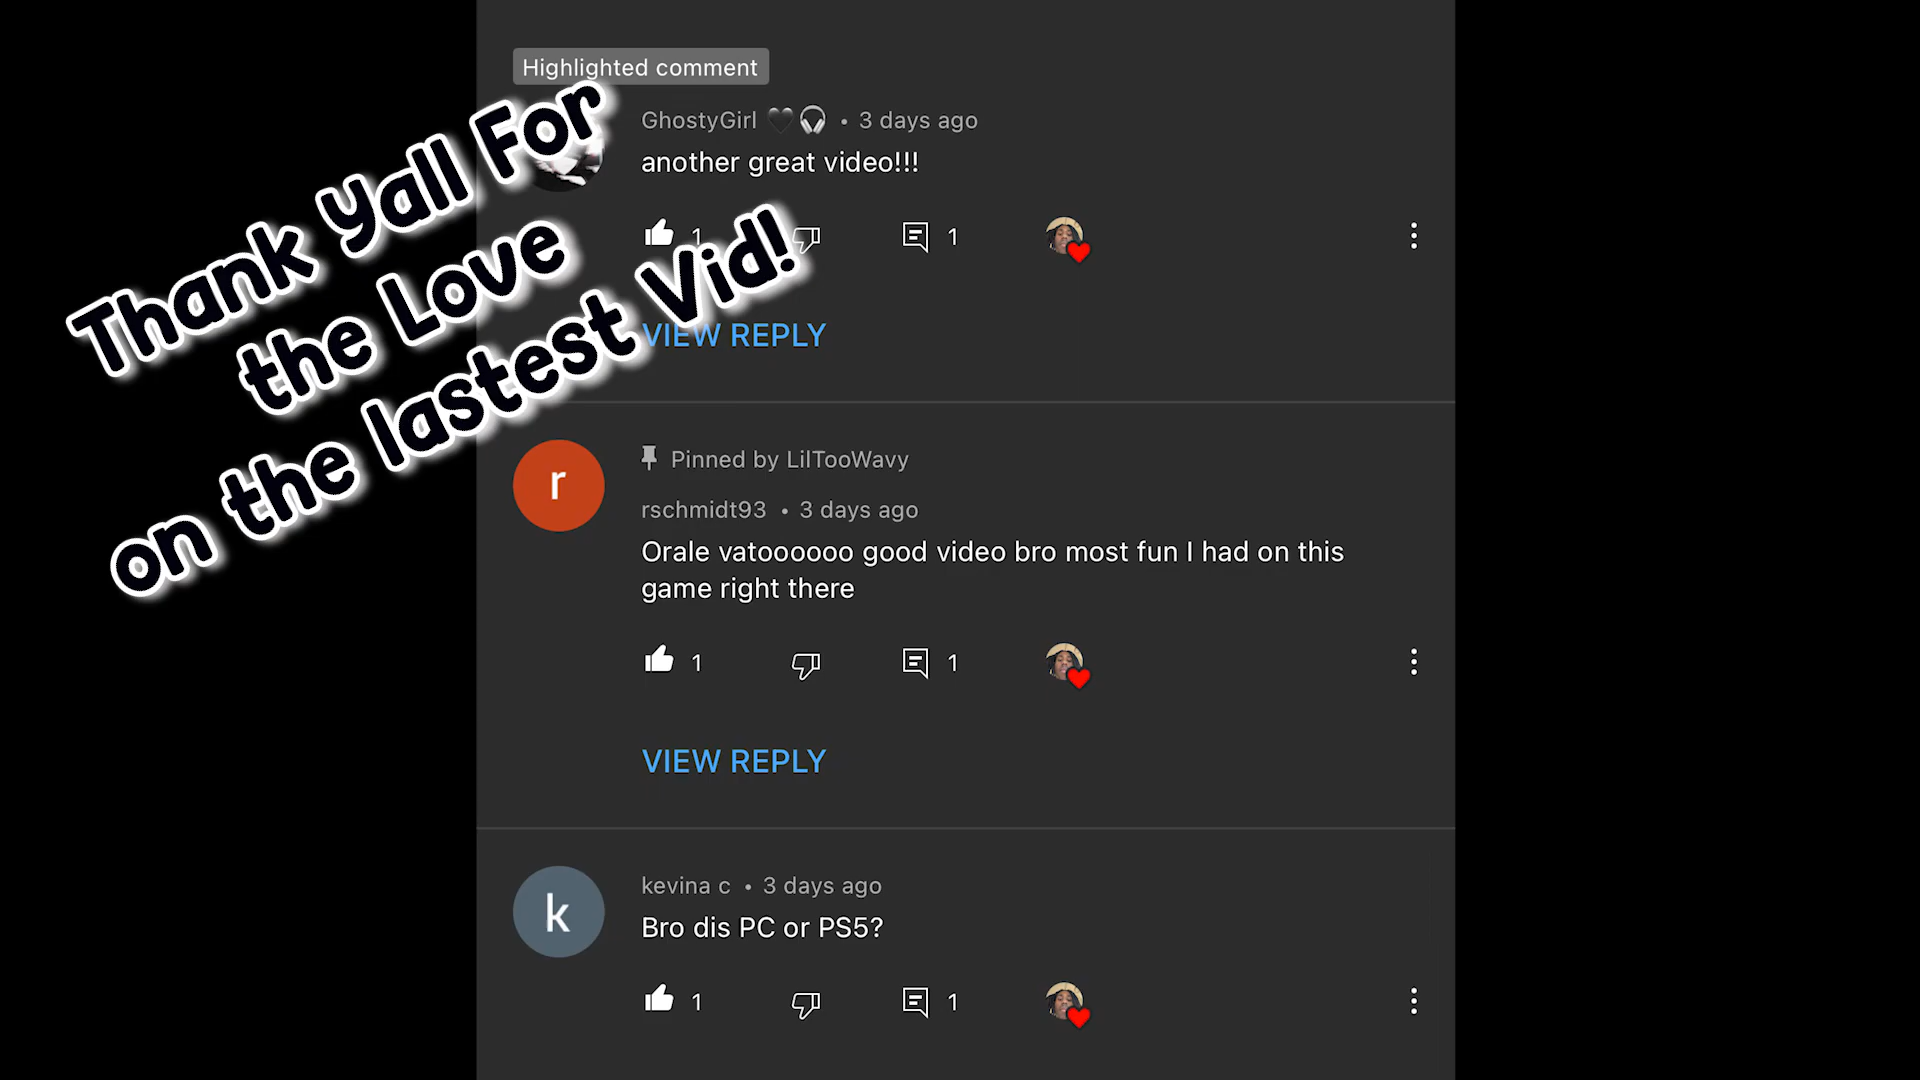 Highlighted comment
GhostyGirl 🖤🎧 • 3 days ago
another great video!!!
1
1
VIEW REPLY
Thank Yall For
the Love
on the lastest Vid!
r
Pinned by LilTooWavy
rschmidt93 • 3 days ago
Orale vatoooooo good video bro most fun I had on this
game right there
1
1
VIEW REPLY
k
kevina c • 3 days ago
Bro dis PC or PS5?
1
1